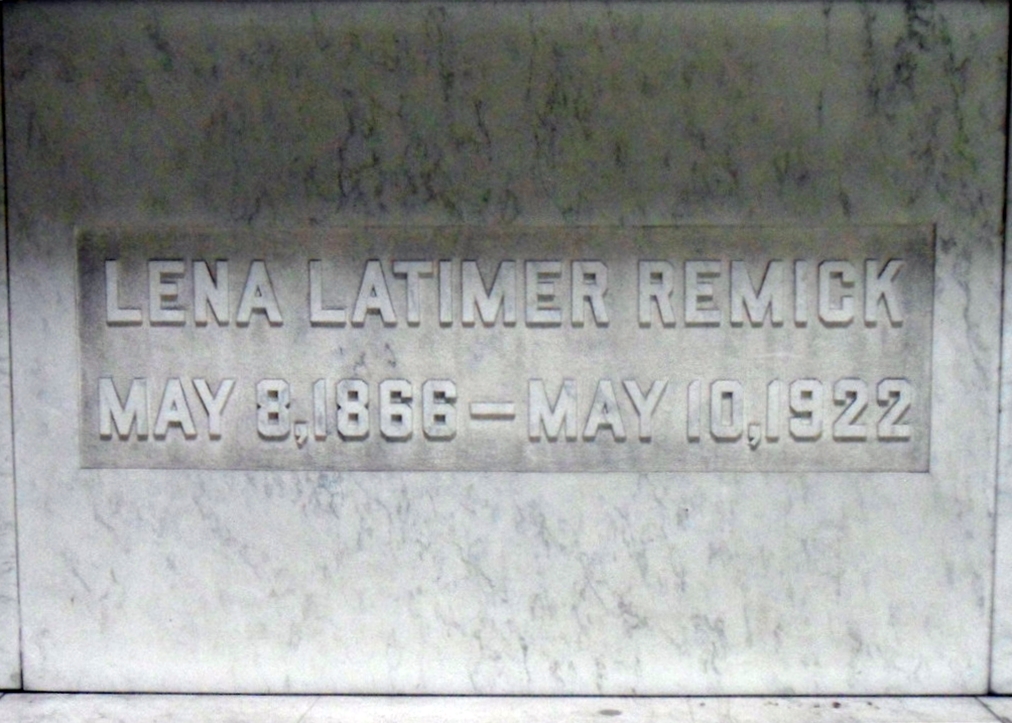 LENA LATIMER REMICK
MAY 8,1866–MAY 10,1922